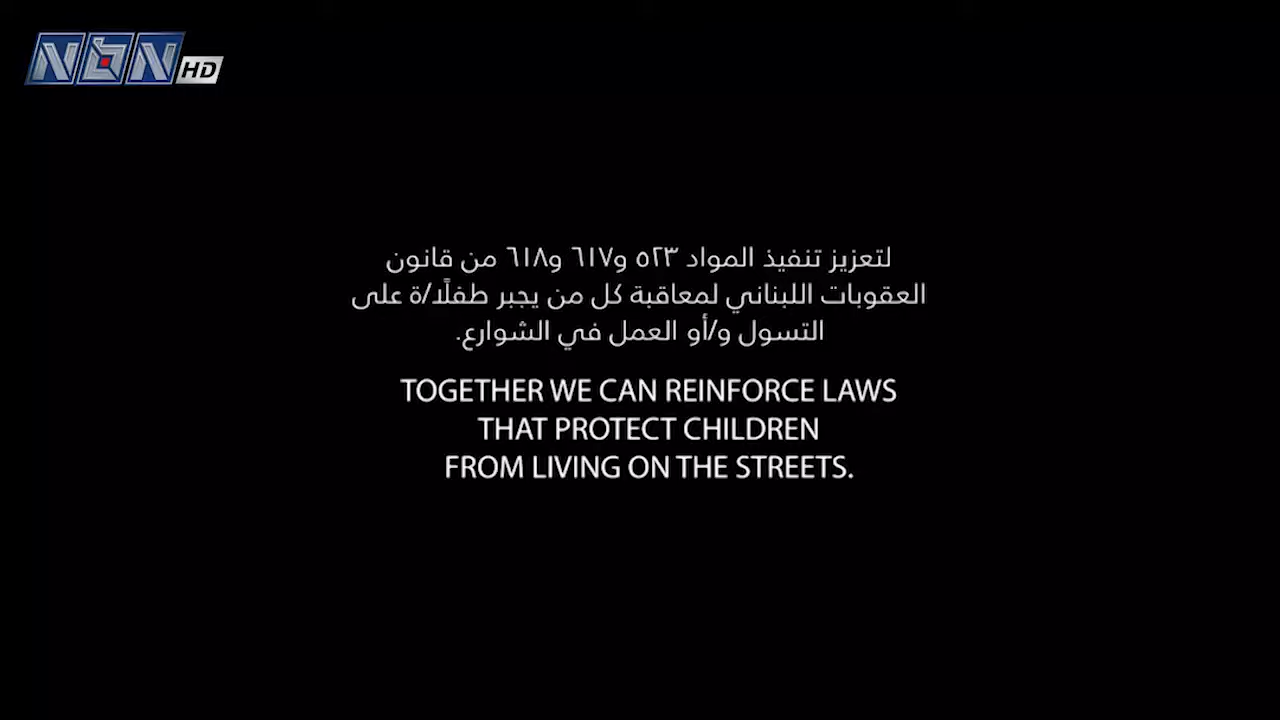 NBN HD
لتعزيز تنفيذ المواد ٥٢٣ و٦١٧ و٦١٨ من قانون
العقوبات اللبناني لمعاقبة كل من يجبر طفلًا/ة على
التسول و/أو العمل في الشوارع.
TOGETHER WE CAN REINFORCE LAWS
THAT PROTECT CHILDREN
FROM LIVING ON THE STREETS.